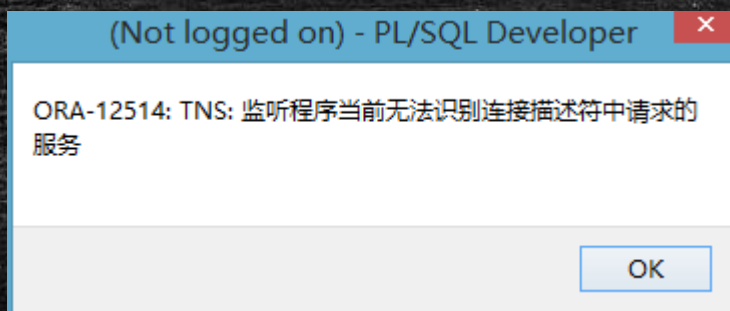 (Not logged on) - PL/SQL Developer
ORA-12514: TNS: 监听程序当前无法识别连接描述符中请求的
服务
OK